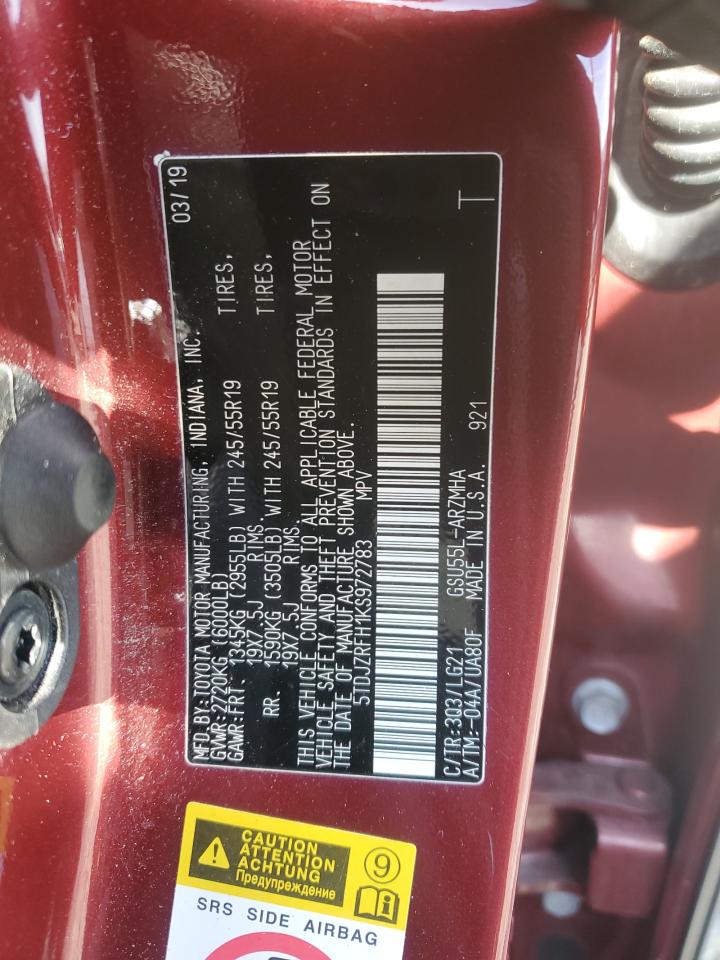 MFD.BY:TOYOTA MOTOR MANUFACTURING, INDIANA, INC. 03/19
GVWR:2720KG (6000LB)
GAWR:FRT. 1345KG (2955LB) WITH 245/55R19 TIRES,
19X7.5J RIMS.
RR. 1590KG (3505LB) WITH 245/55R19 TIRES,
19X7.5J RIMS.
THIS VEHICLE CONFORMS TO ALL APPLICABLE FEDERAL MOTOR
VEHICLE SAFETY AND THEFT PREVENTION STANDARDS IN EFFECT ON
THE DATE OF MANUFACTURE SHOWN ABOVE.
5TDJZRFH1KS972783 MPV
C/TR:3Q3/LG21 GSU55L-ARZMHA 921
A/TM:-04A/UA80F MADE IN U.S.A. T
CAUTION
ATTENTION
ACHTUNG
Предупреждение
9
i
SRS SIDE AIRBAG